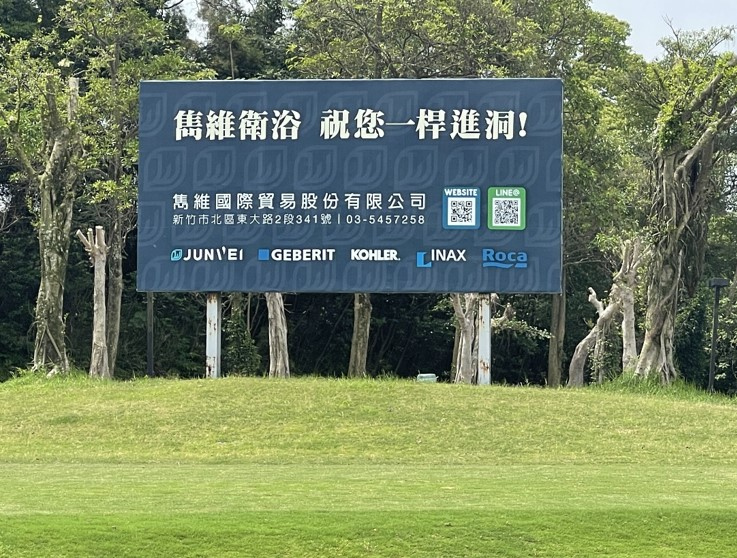 雋維衛浴 祝您一桿進洞!
WEBSITE LINE@
雋維國際貿易股份有限公司
新竹市北區東大路2段341號 | 03-5457258
JUNWEI GEBERIT KOHLER. INAX Roca